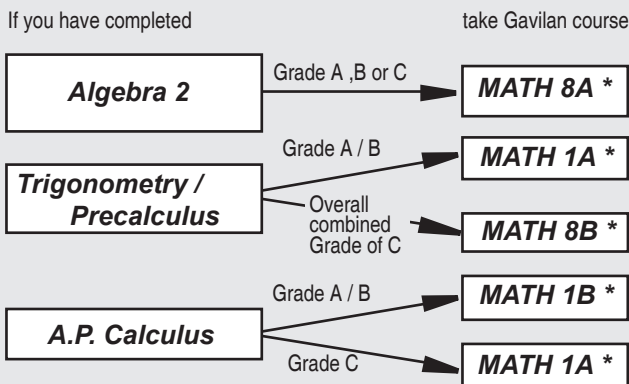 If you have completed
take Gavilan course
Algebra 2
Grade A ,B or C
MATH 8A *
Trigonometry /
Precalculus
Grade A / B
MATH 1A *
Overall
combined
Grade of C
MATH 8B *
A.P. Calculus
Grade A / B
MATH 1B *
Grade C
MATH 1A *